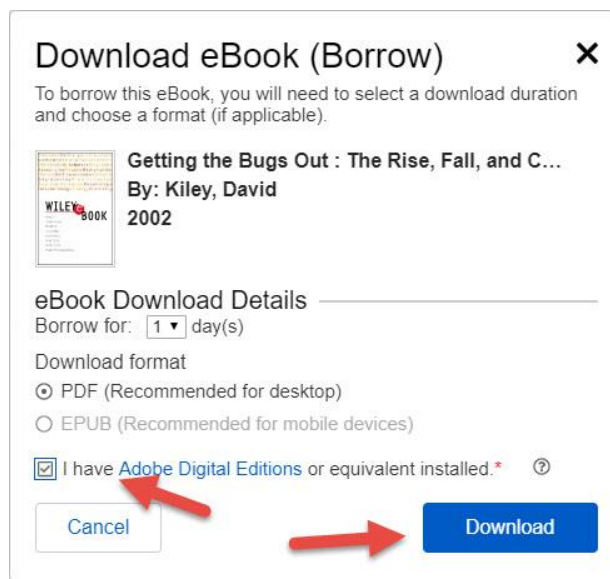 Download eBook (Borrow)
To borrow this eBook, you will need to select a download duration
and choose a format (if applicable).
Getting the Bugs Out : The Rise, Fall, and C...
By: Kiley, David
2002
WILEY e BOOK
eBook Download Details
Borrow for: 1 day(s)
Download format
PDF (Recommended for desktop)
EPUB (Recommended for mobile devices)
I have Adobe Digital Editions or equivalent installed.*
Cancel
Download